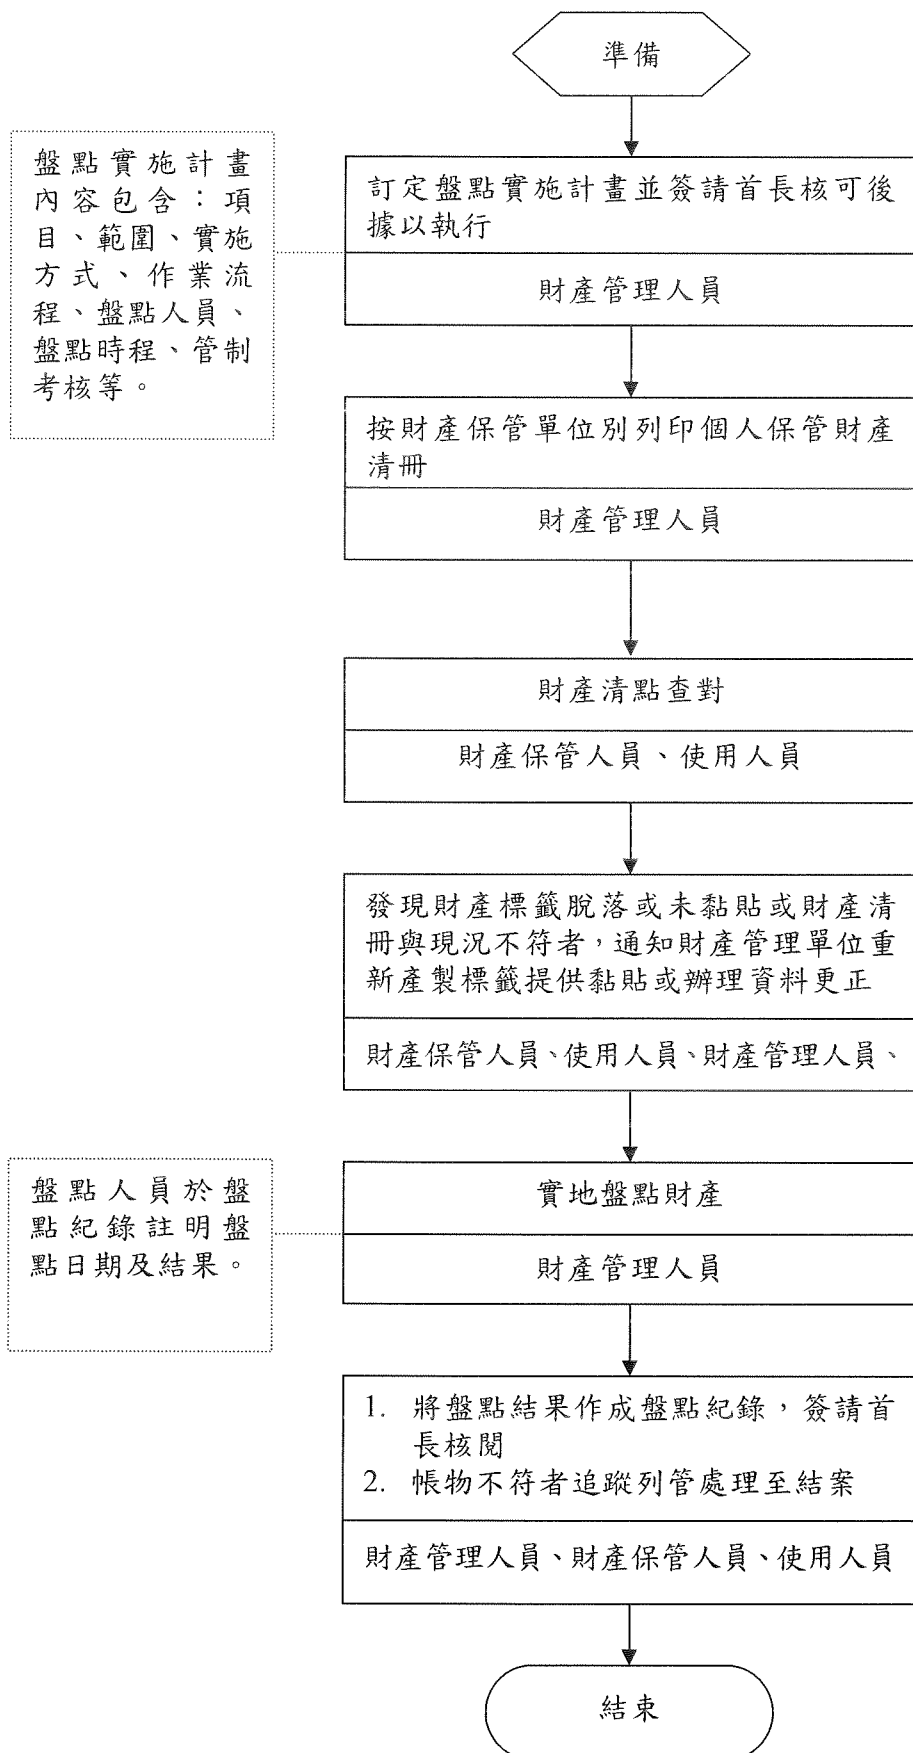 準備
盤點實施計畫
內容包含：項
目、範圍、實施
方式、作業流
程、盤點人員、
盤點時程、管制
考核等。
訂定盤點實施計畫並簽請首長核可後
據以執行
財產管理人員
按財產保管單位別列印個人保管財產
清冊
財產管理人員
財產清點查對
財產保管人員、使用人員
發現財產標籤脫落或未黏貼或財產清
冊與現況不符者，通知財產管理單位重
新產製標籤提供黏貼或辦理資料更正
財產保管人員、使用人員、財產管理人員、
盤點人員於盤
點紀錄註明盤
點日期及結果。
實地盤點財產
財產管理人員
1. 將盤點結果作成盤點紀錄，簽請首
長核閱
2. 帳物不符者追蹤列管處理至結案
財產管理人員、財產保管人員、使用人員
結束